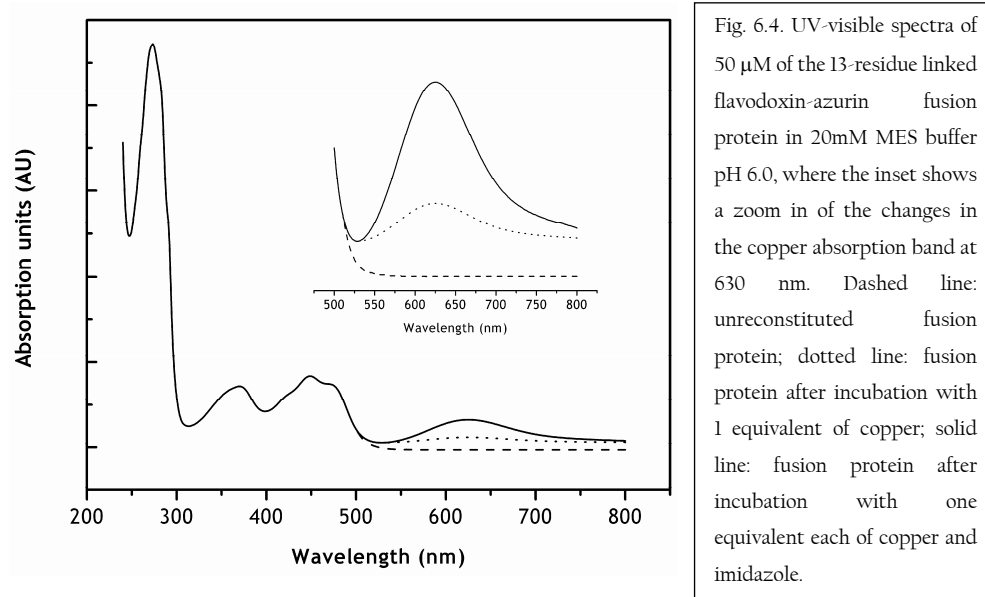 Absorption units (AU)
500 550 600 650 700 750 800
Wavelength (nm)
200 300 400 500 600 700 800
Wavelength (nm)
Fig. 6.4. UV-visible spectra of
50 μM of the 13-residue linked
flavodoxin-azurin fusion
protein in 20mM MES buffer
pH 6.0, where the inset shows
a zoom in of the changes in
the copper absorption band at
630 nm. Dashed line:
unreconstituted fusion
protein; dotted line: fusion
protein after incubation with
1 equivalent of copper; solid
line: fusion protein after
incubation with one
equivalent each of copper and
imidazole.